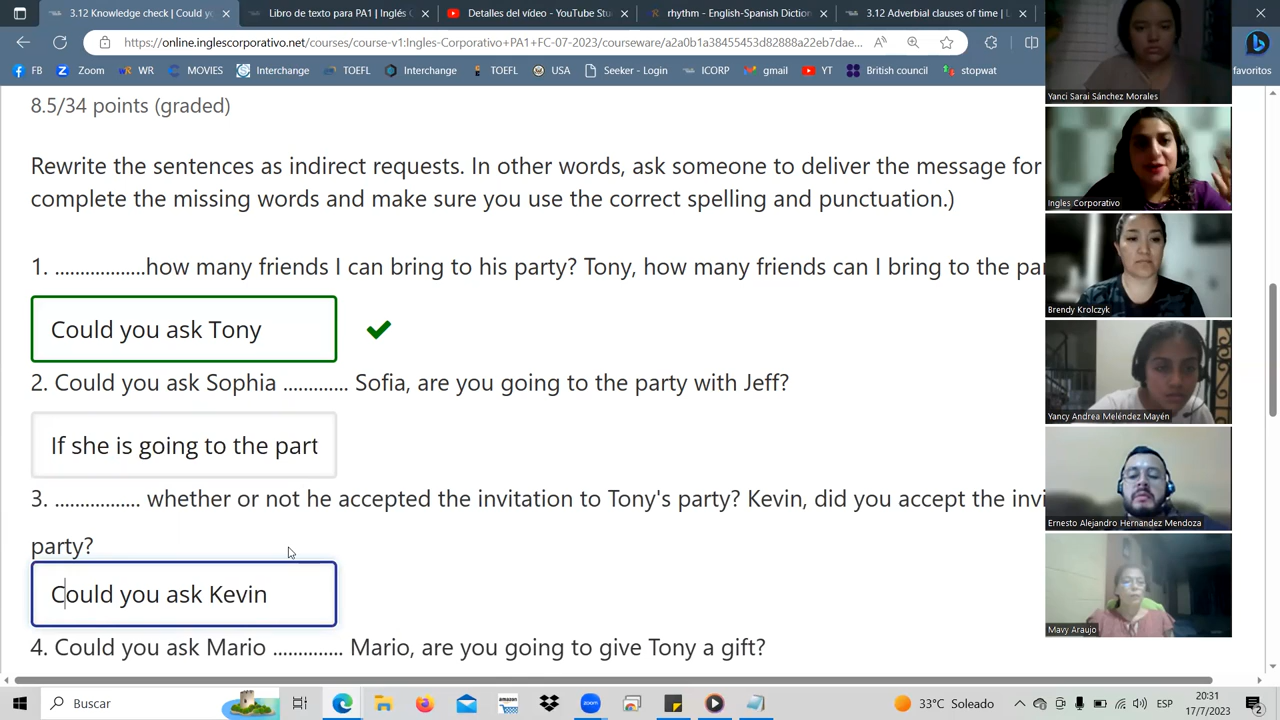 3.12 Knowledge check | Could y
Libro de texto para PA1 | Inglés
Detalles del vídeo - YouTube Stu
rhythm - English-Spanish Diction
3.12 Adverbial clauses of time | L
https://online.inglescorporativo.net/courses/course-v1:Ingles-Corporativo+PA1+FC-07-2023/courseware/a2a0b1a38455453d82888a22eb7dae...
FB
Zoom
WR
MOVIES
Interchange
TOEFL
Interchange
TOEFL
USA
Seeker - Login
ICORP
gmail
YT
British council
stopwat
favoritos
8.5/34 points (graded)
Rewrite the sentences as indirect requests. In other words, ask someone to deliver the message for
complete the missing words and make sure you use the correct spelling and punctuation.)
1. .................how many friends I can bring to his party? Tony, how many friends can I bring to the pa
Could you ask Tony
2. Could you ask Sophia ............. Sofia, are you going to the party with Jeff?
If she is going to the part
3. ................ whether or not he accepted the invitation to Tony's party? Kevin, did you accept the invi
party?
Could you ask Kevin
4. Could you ask Mario .............. Mario, are you going to give Tony a gift?
Yanci Sarai Sánchez Morales
Ingles Corporativo
Brendy Krolczyk
Yancy Andrea Meléndez Mayén
Ernesto Alejandro Hernandez Mendoza
Mavy Araujo
Buscar
33°C Soleado
ESP
20:31
17/7/2023
2